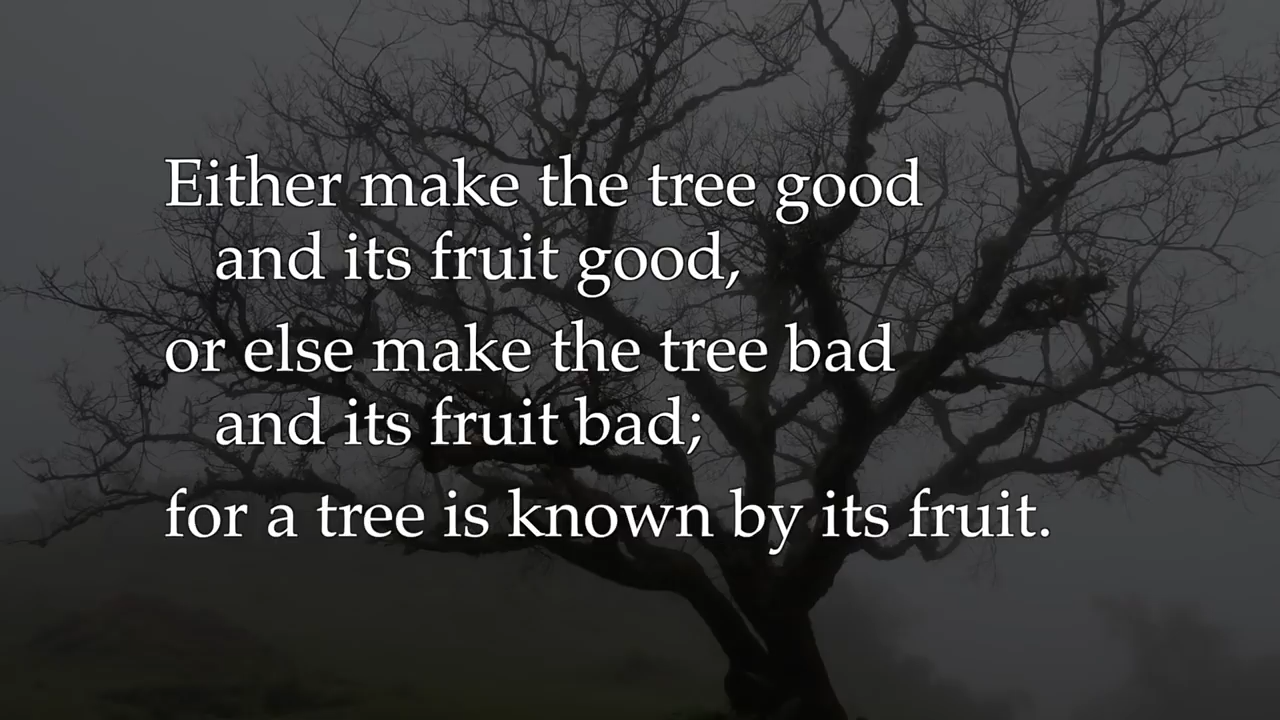 Either make the tree good
and its fruit good,
or else make the tree bad
and its fruit bad;
for a tree is known by its fruit.